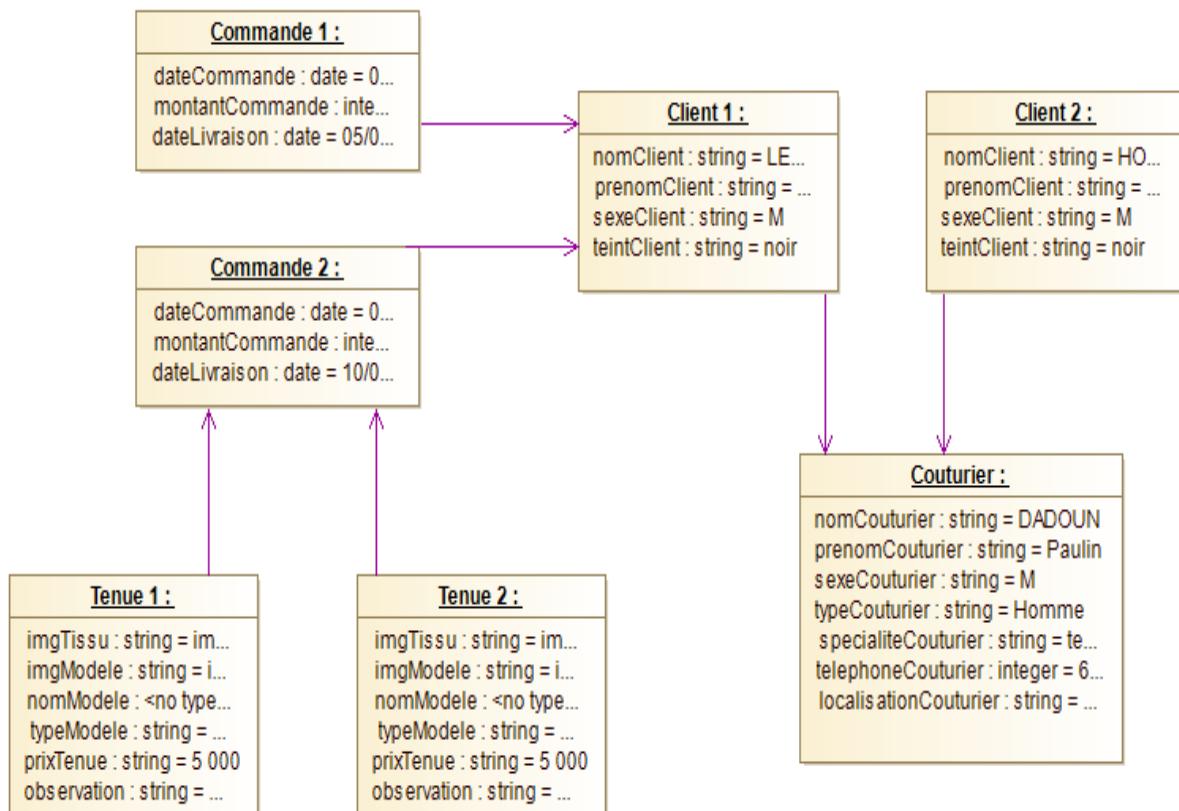 Commande 1 :
dateCommande : date = 0...
montantCommande : inte...
dateLivraison : date = 05/0...
Client 1 :
nomClient : string = LE...
prenomClient : string = ...
sexeClient : string = M
teintClient : string = noir
Client 2 :
nomClient : string = HO...
prenomClient : string = ...
sexeClient : string = M
teintClient : string = noir
Commande 2 :
dateCommande : date = 0...
montantCommande : inte...
dateLivraison : date = 10/0...
Couturier :
nomCouturier : string = DADOUN
prenomCouturier : string = Paulin
sexeCouturier : string = M
typeCouturier : string = Homme
specialiteCouturier : string = te...
telephoneCouturier : integer = 6...
localisationCouturier : string = ...
Tenue 1 :
imgTissu : string = im...
imgModele : string = i...
nomModele : <no type...
typeModele : string = ...
prixTenue : string = 5 000
observation : string = ...
Tenue 2 :
imgTissu : string = im...
imgModele : string = i...
nomModele : <no type...
typeModele : string = ...
prixTenue : string = 5 000
observation : string = ...